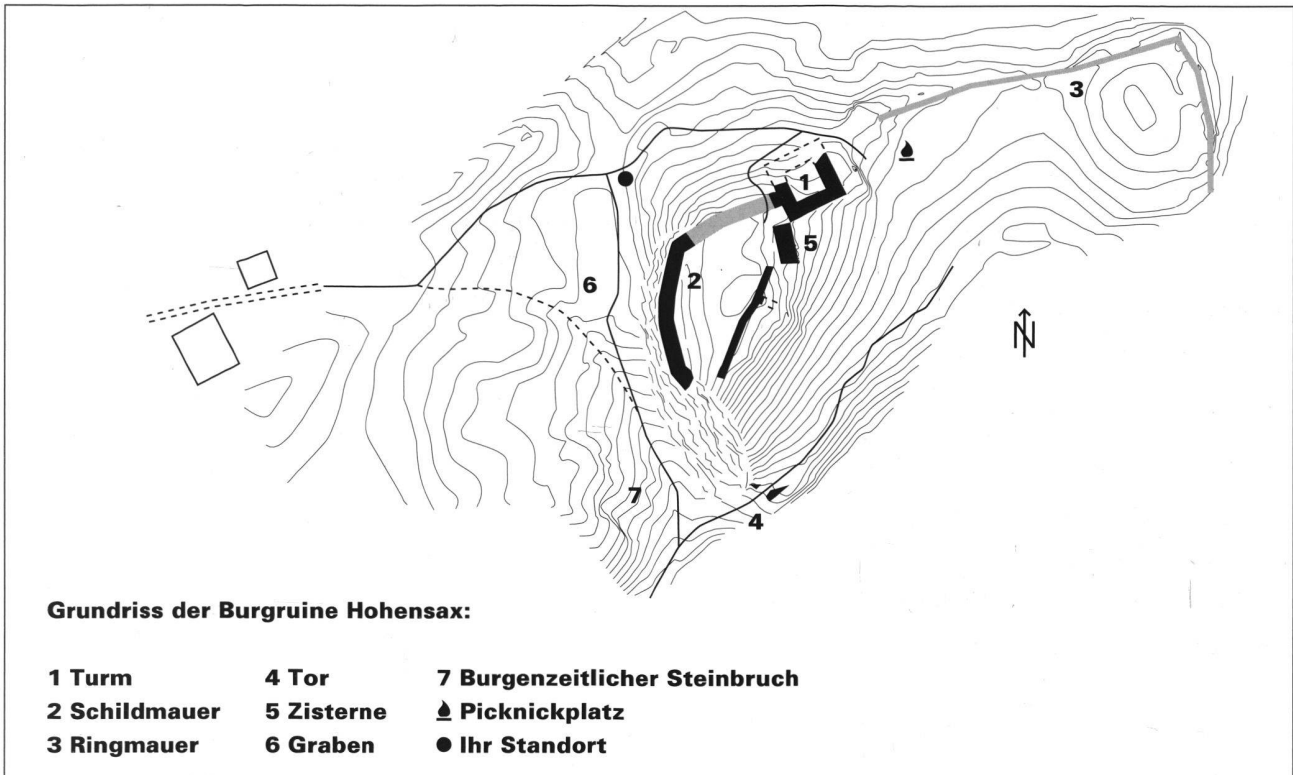 3
1
5
2
6
N
7
4
Grundriss der Burgruine Hohensax:
1 Turm
2 Schildmauer
3 Ringmauer
4 Tor
5 Zisterne
6 Graben
7 Burgenzeitlicher Steinbruch
Picknickplatz
Ihr Standort